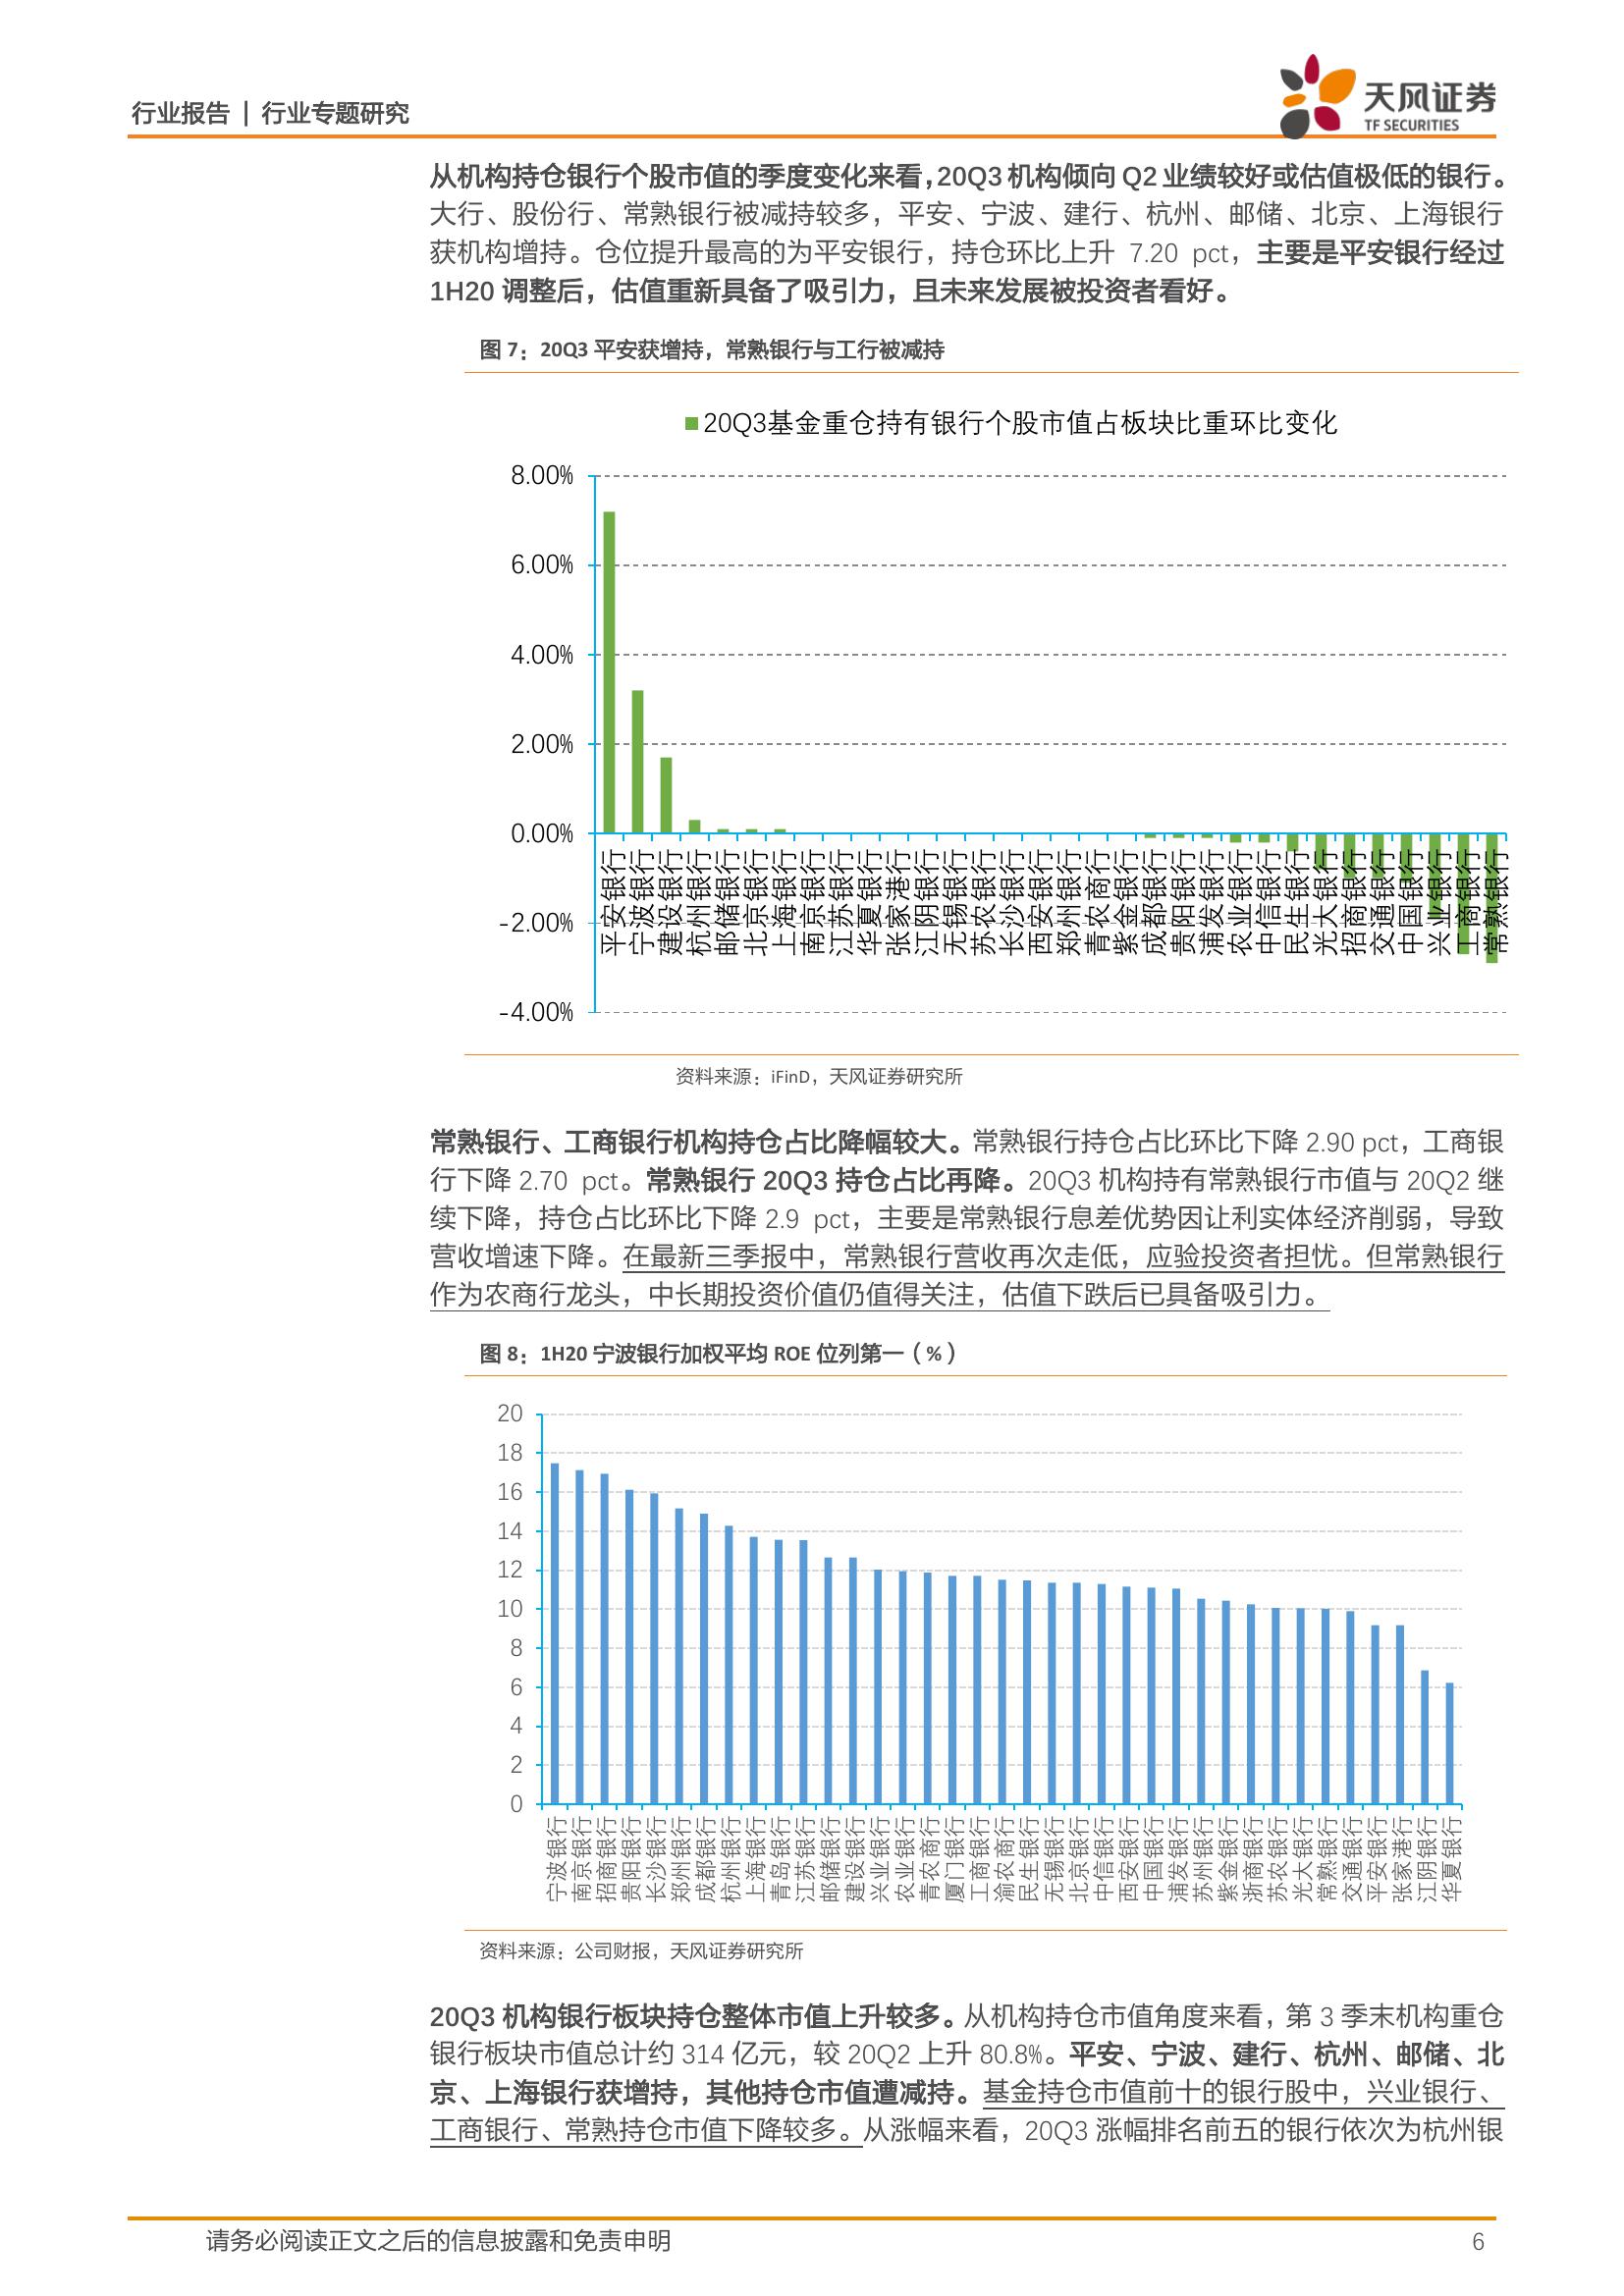 行业报告 | 行业专题研究
天风证券
TF SECURITIES
从机构持仓银行个股市值的季度变化来看，20Q3 机构倾向 Q2 业绩较好或估值极低的银行。
大行、股份行、常熟银行被减持较多，平安、宁波、建行、杭州、邮储、北京、上海银行
获机构增持。仓位提升最高的为平安银行，持仓环比上升 7.20 pct，主要是平安银行经过
1H20 调整后，估值重新具备了吸引力，且未来发展被投资者看好。
图 7：20Q3 平安获增持，常熟银行与工行被减持
20Q3基金重仓持有银行个股市值占板块比重环比变化
8.00%
6.00%
4.00%
2.00%
0.00%
-2.00%
-4.00%
平安银行
宁波银行
建设银行
杭州银行
邮储银行
北京银行
上海银行
南京银行
江苏银行
华夏银行
张家港行
江阴银行
无锡银行
苏农银行
长沙银行
西安银行
郑州银行
青农商行
紫金银行
成都银行
贵阳银行
浦发银行
农业银行
中信银行
民生银行
光大银行
招商银行
交通银行
中国银行
兴业银行
工商银行
常熟银行
资料来源：iFinD，天风证券研究所
常熟银行、工商银行机构持仓占比降幅较大。常熟银行持仓占比环比下降 2.90 pct，工商银
行下降 2.70 pct。常熟银行 20Q3 持仓占比再降。20Q3 机构持有常熟银行市值与 20Q2 继
续下降，持仓占比环比下降 2.9 pct，主要是常熟银行息差优势因让利实体经济削弱，导致
营收增速下降。在最新三季报中，常熟银行营收再次走低，应验投资者担忧。但常熟银行
作为农商行龙头，中长期投资价值仍值得关注，估值下跌后已具备吸引力。
图 8：1H20 宁波银行加权平均 ROE 位列第一（%）
20
18
16
14
12
10
8
6
4
2
0
宁波银行
南京银行
招商银行
贵阳银行
长沙银行
郑州银行
成都银行
杭州银行
上海银行
青岛银行
江苏银行
邮储银行
建设银行
兴业银行
农业银行
青农商行
厦门银行
工商银行
渝农商行
民生银行
无锡银行
北京银行
中信银行
西安银行
中国银行
浦发银行
苏州银行
紫金银行
浙商银行
苏农银行
光大银行
常熟银行
交通银行
平安银行
张家港行
江阴银行
华夏银行
资料来源：公司财报，天风证券研究所
20Q3 机构银行板块持仓整体市值上升较多。从机构持仓市值角度来看，第 3 季末机构重仓
银行板块市值总计约 314 亿元，较 20Q2 上升 80.8%。平安、宁波、建行、杭州、邮储、北
京、上海银行获增持，其他持仓市值遭减持。基金持仓市值前十的银行股中，兴业银行、
工商银行、常熟持仓市值下降较多。从涨幅来看，20Q3 涨幅排名前五的银行依次为杭州银
请务必阅读正文之后的信息披露和免责申明
6